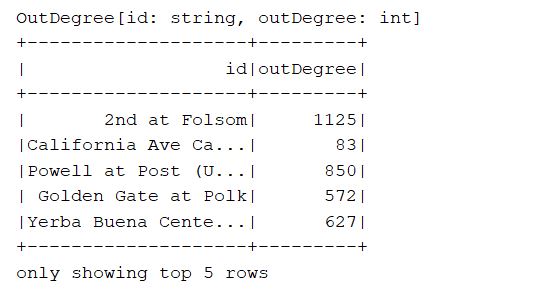 OutDegree[id: string, outDegree: int]
+--------------------+---------+
|                  id|outDegree|
+--------------------+---------+
|       2nd at Folsom|     1125|
|California Ave Ca...|       83|
|Powell at Post (U...|      850|
| Golden Gate at Polk|      572|
|Yerba Buena Cente...|      627|
+--------------------+---------+
only showing top 5 rows